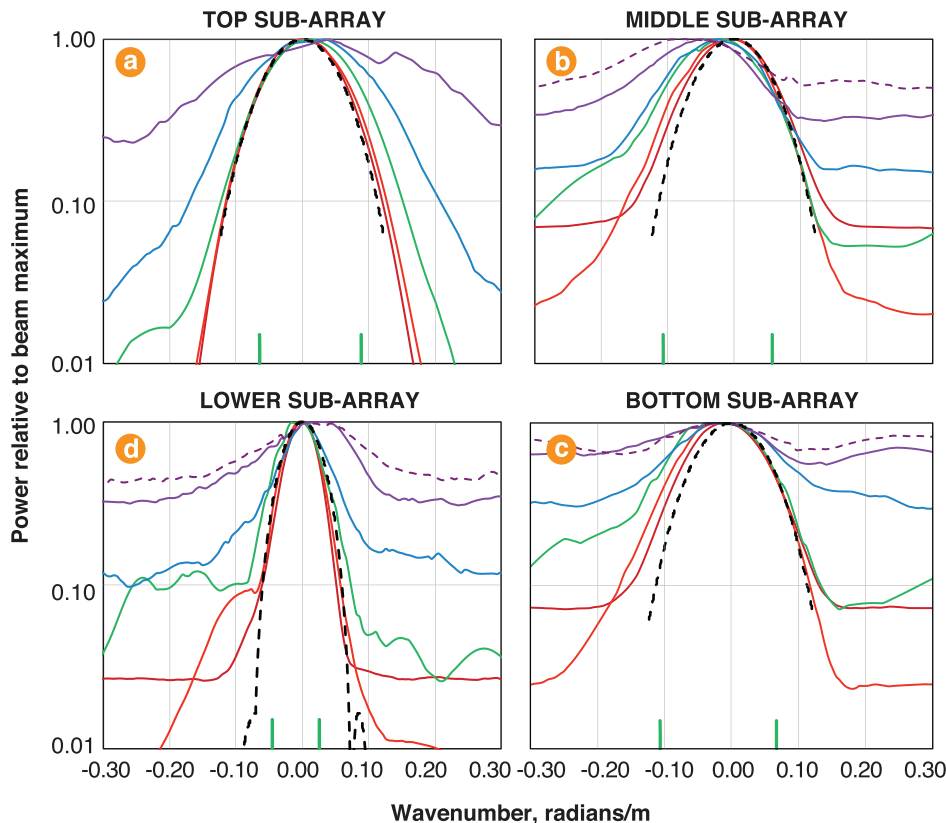 TOP SUB-ARRAY
MIDDLE SUB-ARRAY
1.00
a
b
0.10
0.01
LOWER SUB-ARRAY
BOTTOM SUB-ARRAY
1.00
d
c
0.10
0.01
-0.30 -0.20 -0.10 0.00 0.10 0.20 0.30
-0.30 -0.20 -0.10 0.00 0.10 0.20 0.30
Wavenumber, radians/m
Power relative to beam maximum